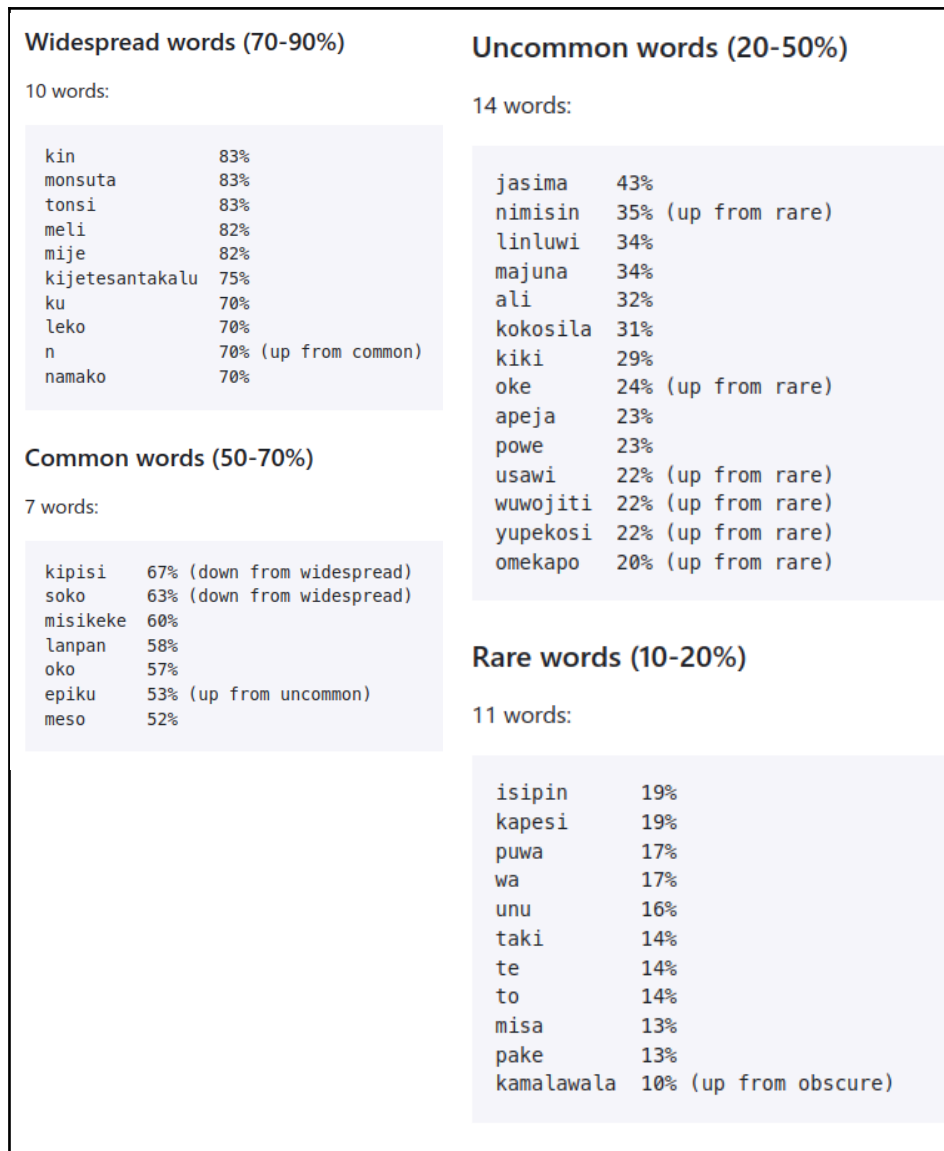 Widespread words (70-90%)
10 words:
kin 83%
monsuta 83%
tonsi 83%
meli 82%
mije 82%
kijetesantakalu 75%
ku 70%
leko 70%
n 70% (up from common)
namako 70%
Common words (50-70%)
7 words:
kipisi 67% (down from widespread)
soko 63% (down from widespread)
misikeke 60%
lanpan 58%
oko 57%
epiku 53% (up from uncommon)
meso 52%
Uncommon words (20-50%)
14 words:
jasima 43%
nimisin 35% (up from rare)
linluwi 34%
majuna 34%
ali 32%
kokosila 31%
kiki 29%
oke 24% (up from rare)
apeja 23%
powe 23%
usawi 22% (up from rare)
wuwojiti 22% (up from rare)
yupekosi 22% (up from rare)
omekapo 20% (up from rare)
Rare words (10-20%)
11 words:
isipin 19%
kapesi 19%
puwa 17%
wa 17%
unu 16%
taki 14%
te 14%
to 14%
misa 13%
pake 13%
kamalawala 10% (up from obscure)